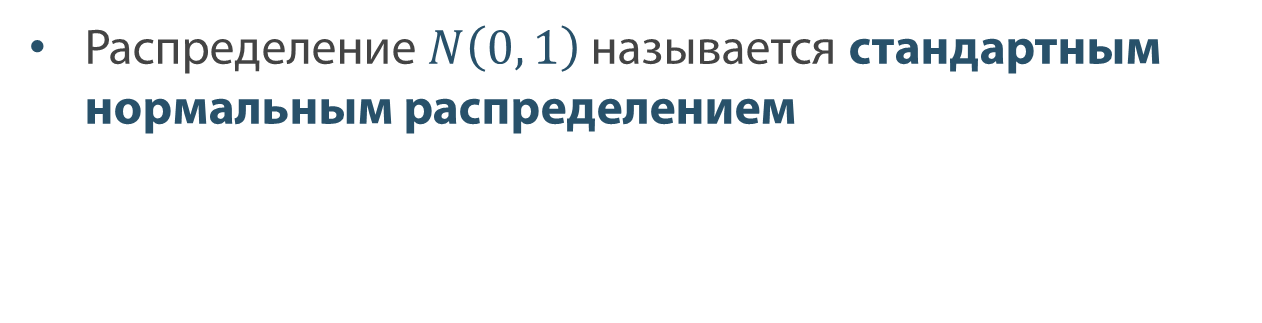 • Распределение N(0, 1) называется стандартным
нормальным распределением